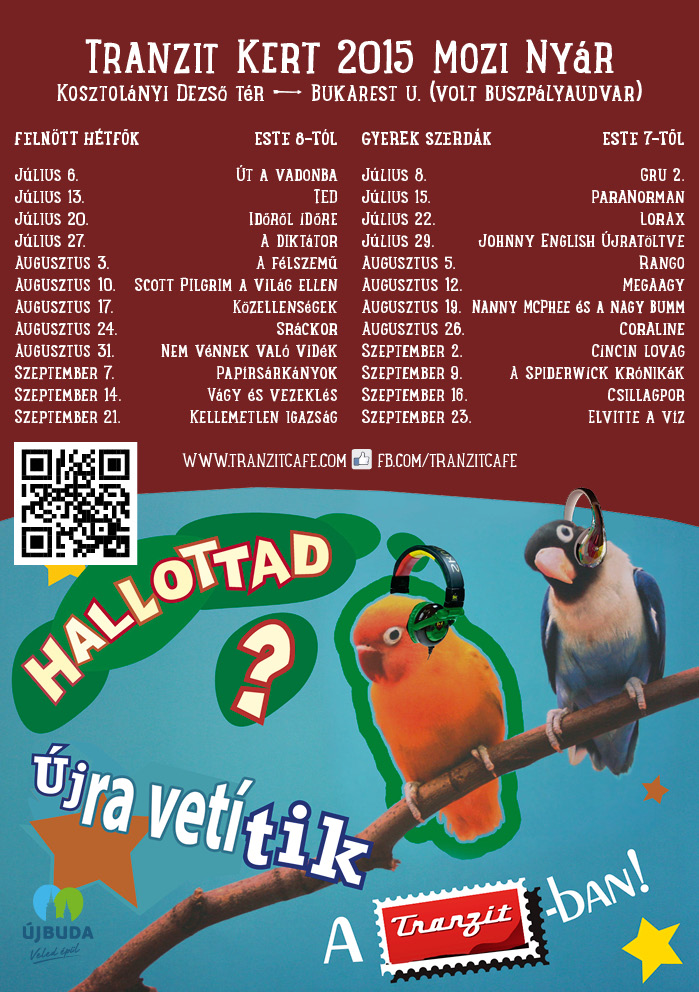 Tranzit Kert 2015 Mozi Nyár
Kosztolányi Dezső tér — Bukarest u. (volt buszpályaudvar)
Felnőtt hétfők este 8-tól
Július 6. Út a vadonba
Július 13. Ted
Július 20. Időről időre
Július 27. A diktátor
Augusztus 3. A félszemű
Augusztus 10. Scott Pilgrim a világ ellen
Augusztus 17. Közellenségek
Augusztus 24. Sráckor
Augusztus 31. Nem vénnek való vidék
Szeptember 7. Papírsárkányok
Szeptember 14. Vágy és vezeklés
Szeptember 21. Kellemetlen igazság
Gyerek szerdák este 7-től
Július 8. Gru 2.
Július 15. ParaNorman
Július 22. Lorax
Július 29. Johnny English Újratöltve
Augusztus 5. Rango
Augusztus 12. Megaagy
Augusztus 19. Nanny McPhee és a nagy bumm
Augusztus 26. Coraline
Szeptember 2. Cincin lovag
Szeptember 9. A Spiderwick krónikák
Szeptember 16. Csillagpor
Szeptember 23. Elvitte a víz
www.tranzitcafe.com fb.com/tranzitcafe
HALLOTTAD
?
Újra vetítik
A Tranzit-ban!
ÚJBUDA
Veled épül